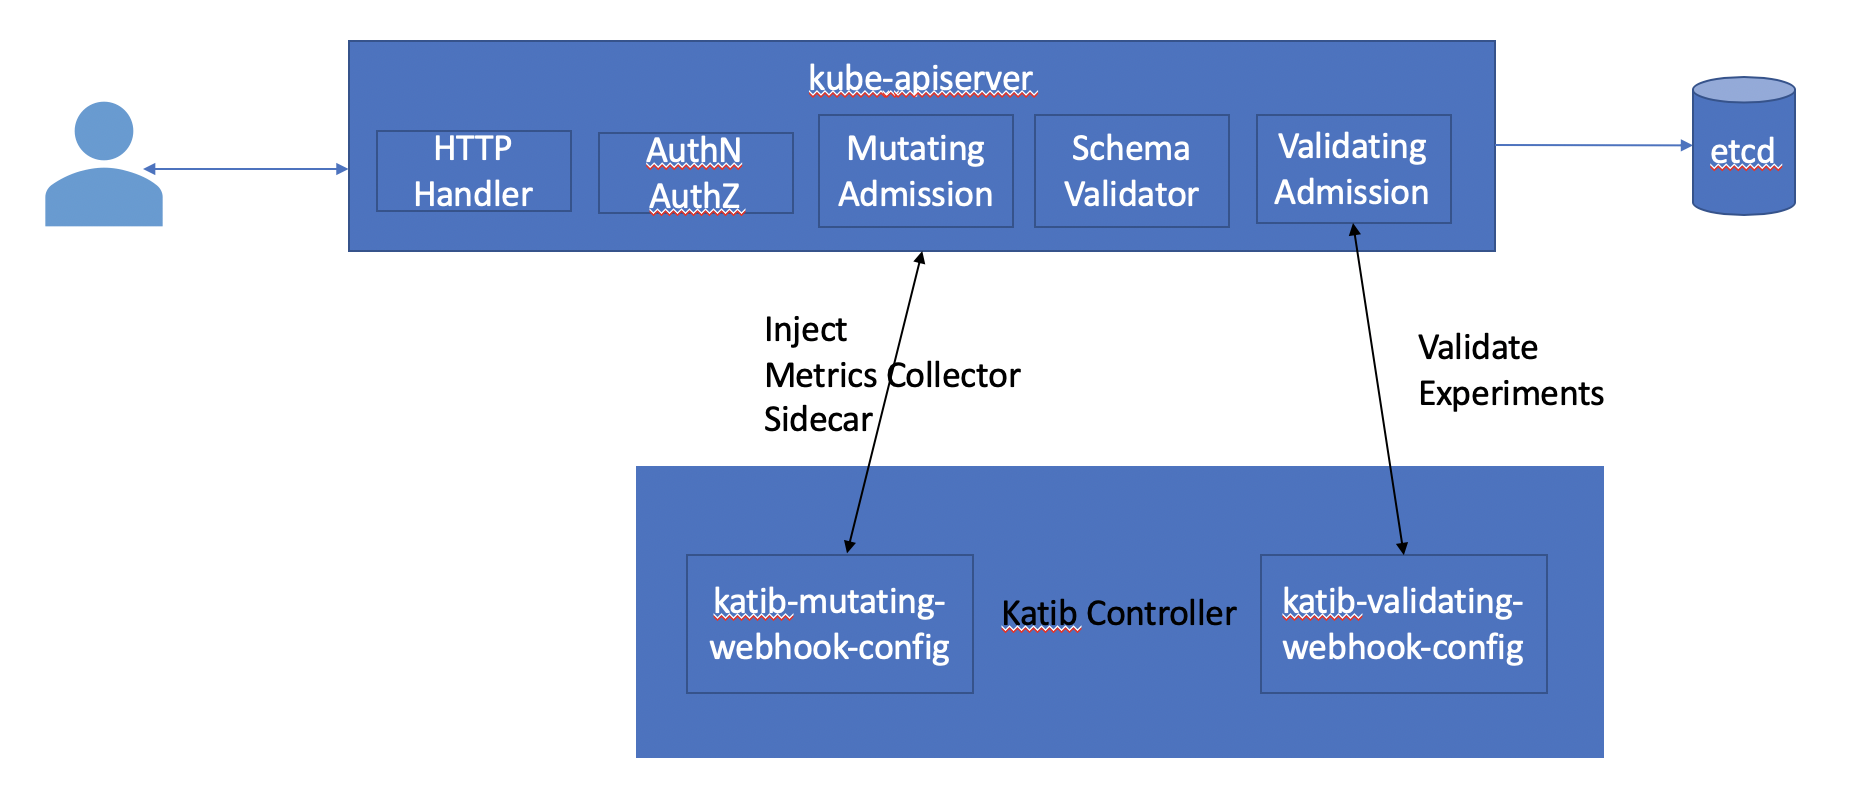 kube-apiserver
HTTP
Handler
AuthN
AuthZ
Mutating
Admission
Schema
Validator
Validating
Admission
etcd
Inject
Metrics Collector
Sidecar
Validate
Experiments
katib-mutating-
webhook-config
Katib Controller
katib-validating-
webhook-config